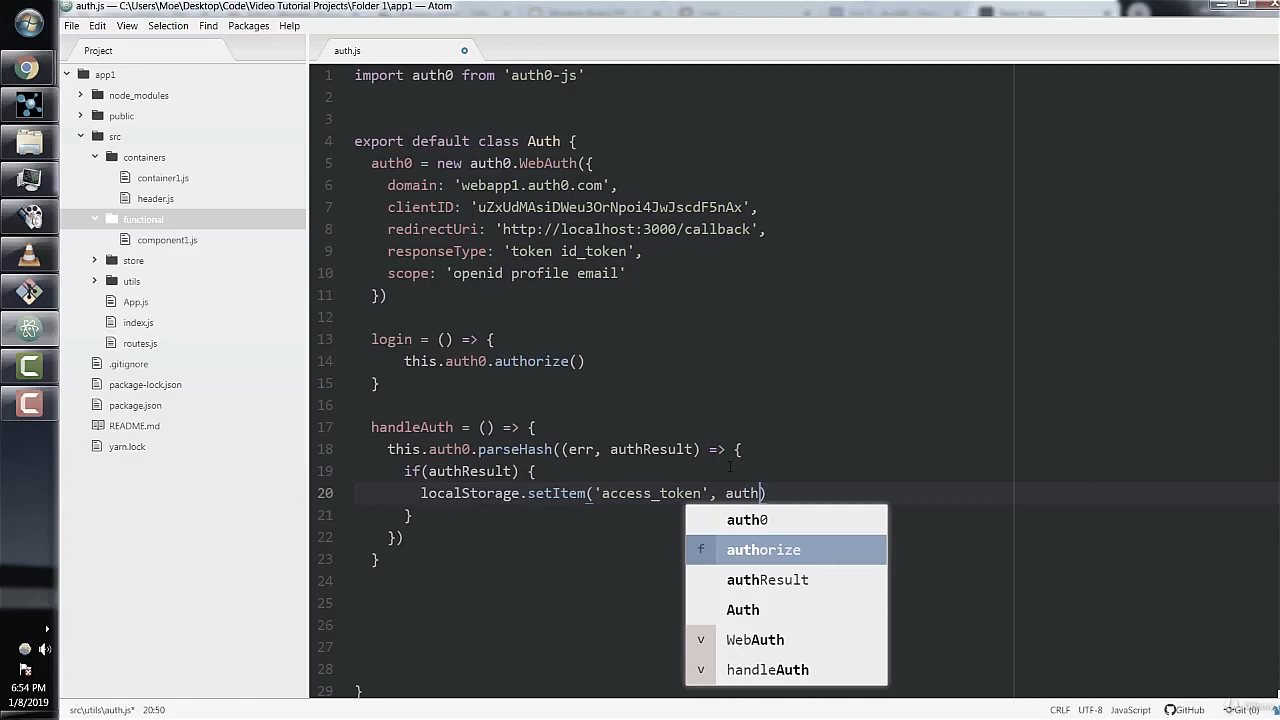 auth.js — C:\Users\Moe\Desktop\Code\Video Tutorial Projects\Folder 1\app1 — Atom
File Edit View Selection Find Packages Help
Project
auth.js
app1
node_modules
public
src
containers
container1.js
header.js
functional
component1.js
store
utils
App.js
index.js
routes.js
.gitignore
package-lock.json
package.json
README.md
yarn.lock
1 import auth0 from 'auth0-js'
2
3
4 export default class Auth {
5 auth0 = new auth0.WebAuth({
6 domain: 'webapp1.auth0.com',
7 clientID: 'uZxUdMAsiDWeu3OrNpoi4JwJscdF5nAx',
8 redirectUri: 'http://localhost:3000/callback',
9 responseType: 'token id_token',
10 scope: 'openid profile email'
11 })
12
13 login = () => {
14 this.auth0.authorize()
15 }
16
17 handleAuth = () => {
18 this.auth0.parseHash((err, authResult) => {
19 if(authResult) {
20 localStorage.setItem('access_token', auth)
21 }
22 })
23 }
24
25
26
27
28
29 }
auth0
f authorize
authResult
Auth
v WebAuth
v handleAuth
6:54 PM
1/8/2019
src\utils\auth.js* 20:50
CRLF UTF-8 JavaScript GitHub Git (0)